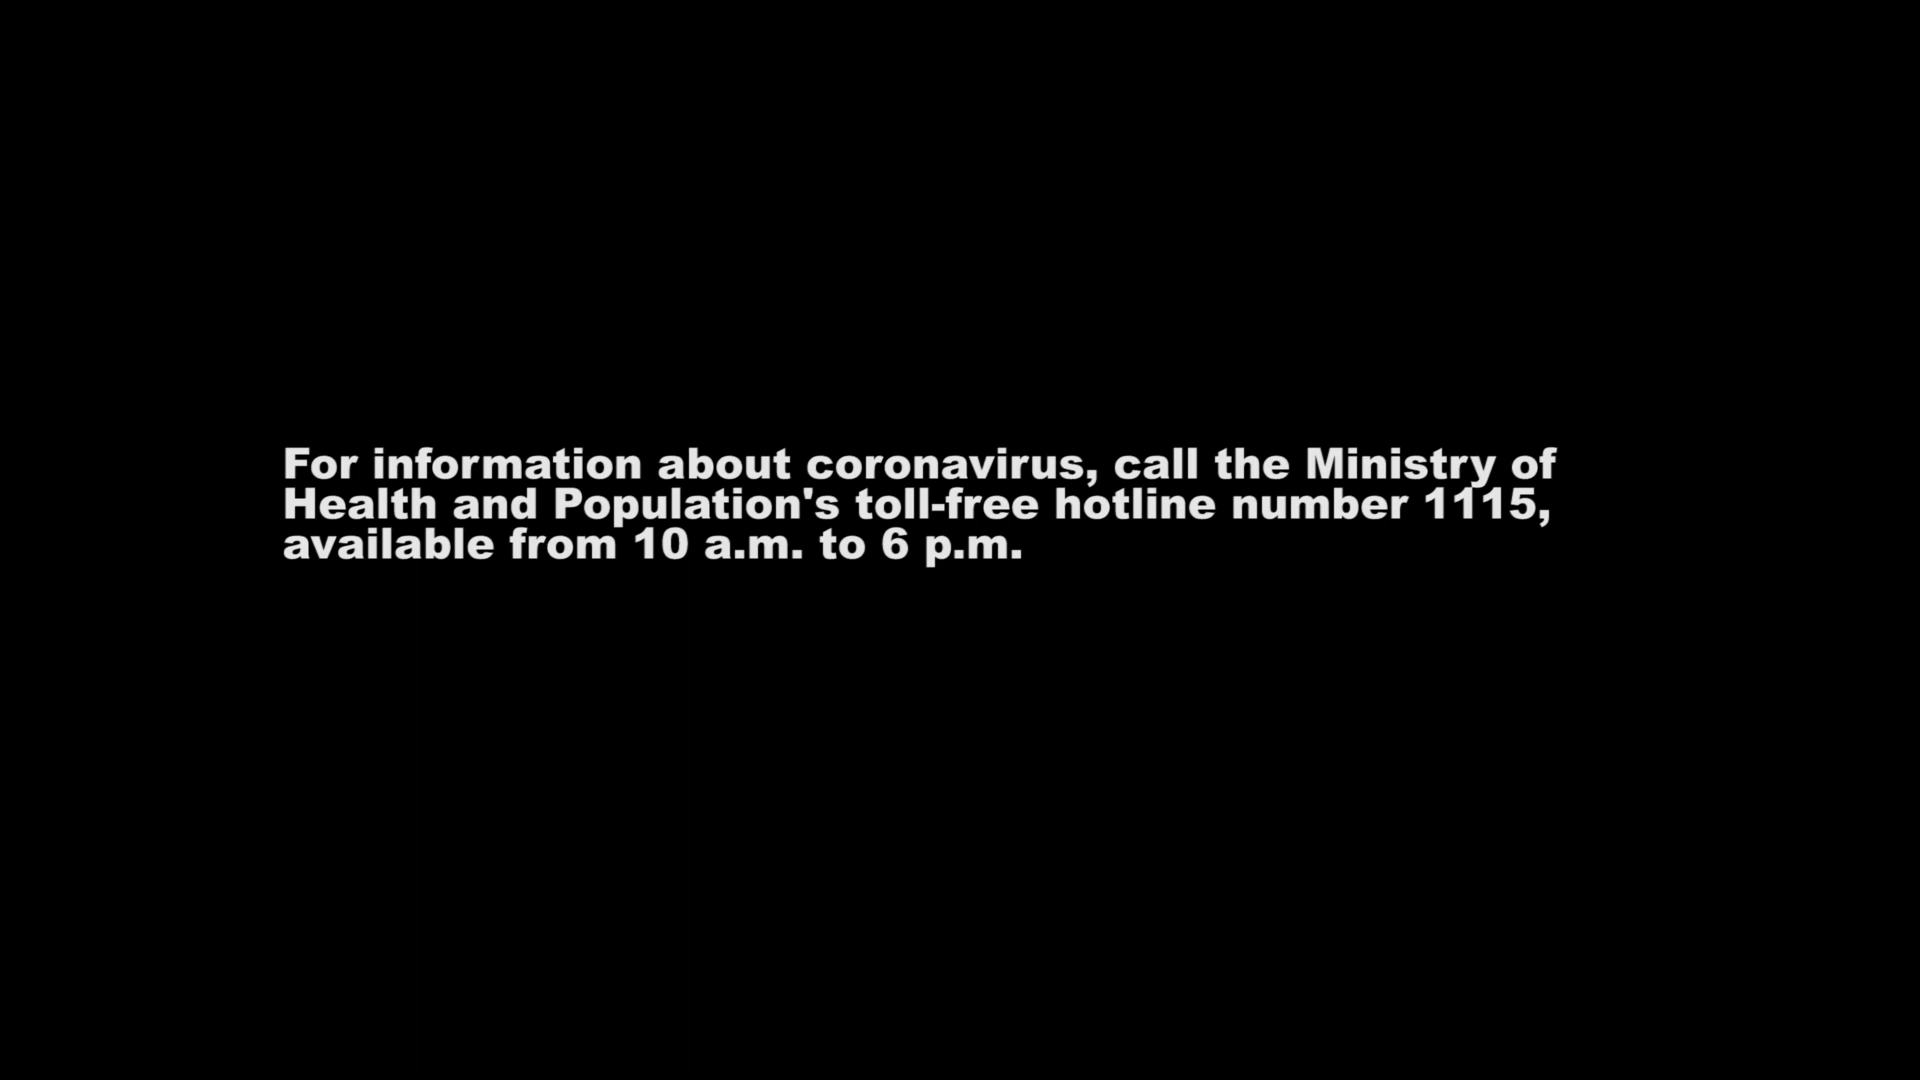 For information about coronavirus, call the Ministry of
Health and Population's toll-free hotline number 1115,
available from 10 a.m. to 6 p.m.